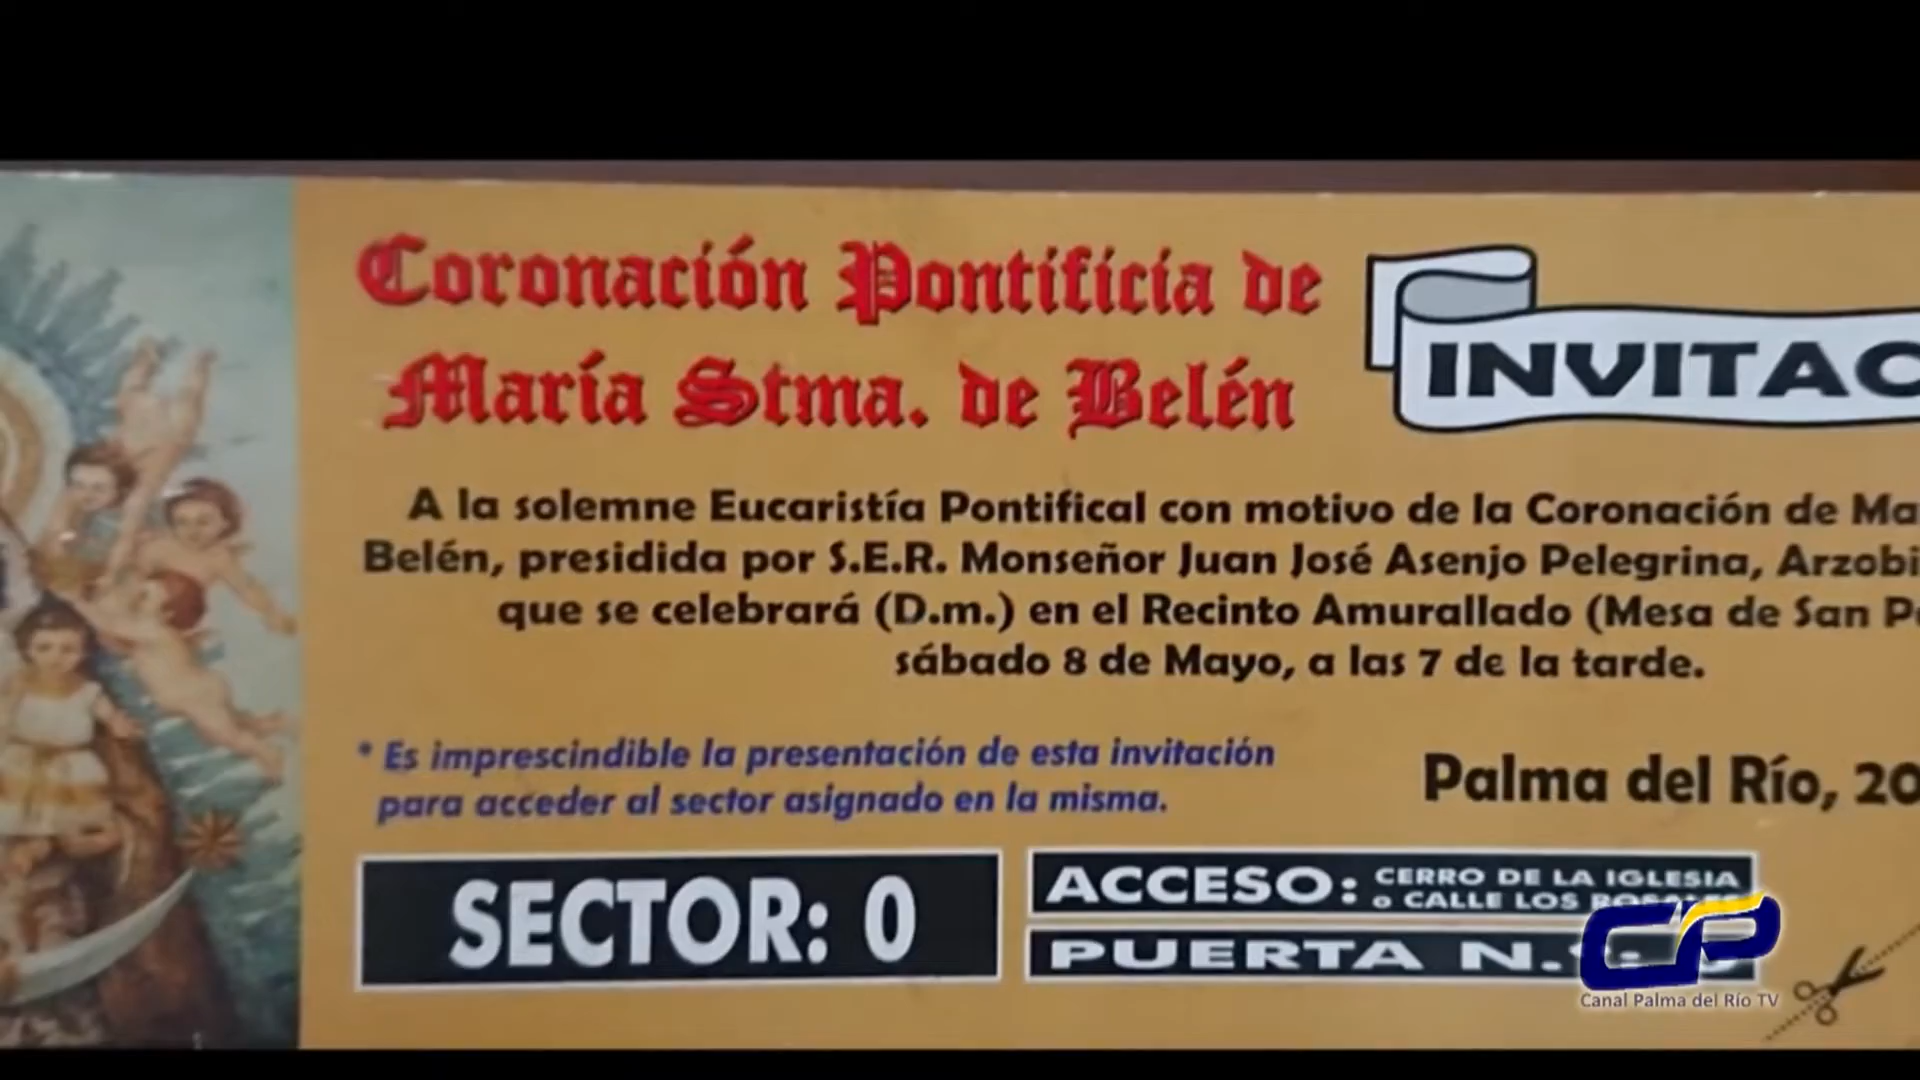 Coronación Pontificia de
María Stma. de Belén
INVITAC
A la solemne Eucaristía Pontifical con motivo de la Coronación de Ma
Belén, presidida por S.E.R. Monseñor Juan José Asenjo Pelegrina, Arzobi
que se celebrará (D.m.) en el Recinto Amurallado (Mesa de San P
sábado 8 de Mayo, a las 7 de la tarde.
* Es imprescindible la presentación de esta invitación
para acceder al sector asignado en la misma.
Palma del Río, 20
SECTOR: 0
ACCESO: CERRO DE LA IGLESIA
o CALLE LOS
PUERTA N.
CP
Canal Palma del Río TV